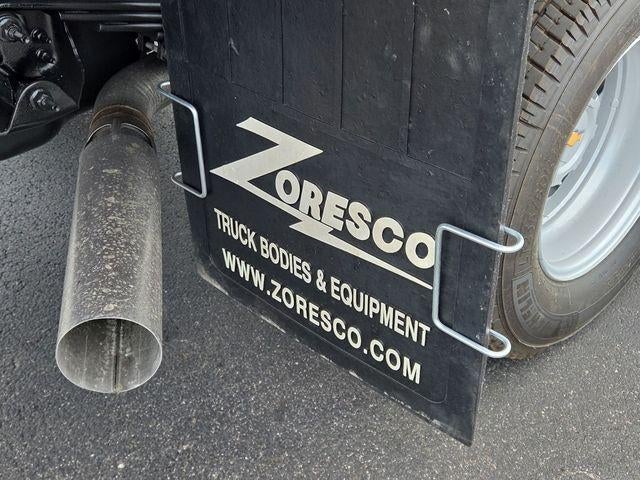 ZORESCO
TRUCK BODIES & EQUIPMENT
WWW.ZORESCO.COM